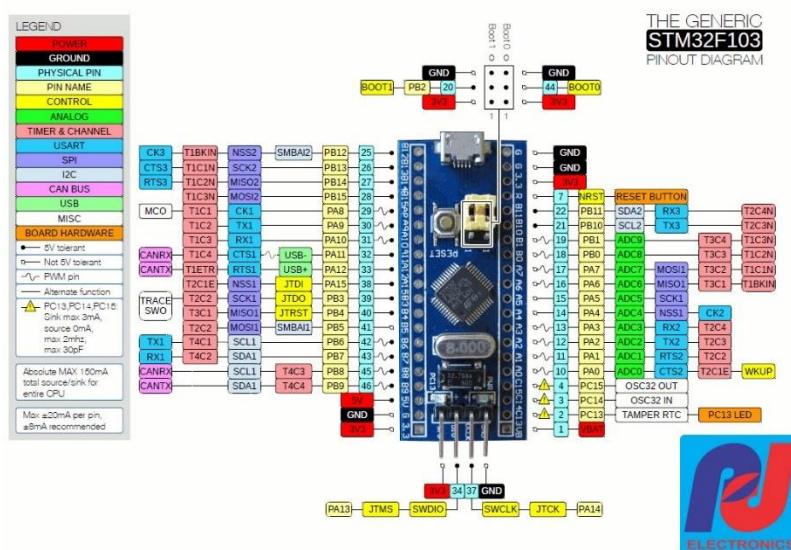 LEGEND
POWER
GROUND
PHYSICAL PIN
PIN NAME
CONTROL
ANALOG
TIMER & CHANNEL
USART
SPI
I2C
CAN BUS
USB
MISC
BOARD HARDWARE
5V tolerant
Not 5V tolerant
PWM pin
Alternate function
PC13,PC14,PC15:
Sink max 3mA,
source 0mA,
max 2mhz,
max 30pF
Absolute MAX 150mA
total source/sink for
entire CPU
Max ±20mA per pin,
±8mA recommended
THE GENERIC
STM32F103
PINOUT DIAGRAM
Boot 1 Boot 0
GND GND
BOOT1 PB2 20 44 BOOT0
3V3 3V3
1 1
CK3 T1BKIN NSS2 SMBAI2 PB12 25
CTS3 T1C1N SCK2 PB13 26
RTS3 T1C2N MISO2 PB14 27
T1C3N MOSI2 PB15 28
MCO T1C1 CK1 PA8 29
T1C2 TX1 PA9 30
T1C3 RX1 PA10 31
CANRX T1C4 CTS1 USB- PA11 32
CANTX T1ETR RTS1 USB+ PA12 33
T2C1E NSS1 JTDI PA15 38
TRACE
SWO
T2C2 SCK1 JTDO PB3 39
T3C1 MISO1 JTRST PB4 40
T3C2 MOSI1 SMBAI1 PB5 41
TX1 T4C1 SCL1 PB6 42
RX1 T4C2 SDA1 PB7 43
CANRX SCL1 T4C3 PB8 45
CANTX SDA1 T4C4 PB9 46
5V
GND
3V3
GND
GND
3V3
7 NRST RESET BUTTON
22 PB11 SDA2 RX3 T2C4N
21 PB10 SCL2 TX3 T2C3N
19 PB1 ADC9 T3C4 T1C3N
18 PB0 ADC8 T3C3 T1C2N
17 PA7 ADC7 MOSI1 T3C2 T1C1N
16 PA6 ADC6 MISO1 T3C1 T1BKIN
15 PA5 ADC5 SCK1
14 PA4 ADC4 NSS1 CK2
13 PA3 ADC3 RX2 T2C4
12 PA2 ADC2 TX2 T2C3
11 PA1 ADC1 RTS2 T2C2
10 PA0 ADC0 CTS2 T2C1E WKUP
4 PC15 OSC32 OUT
3 PC14 OSC32 IN
2 PC13 TAMPER RTC PC13 LED
1 VBAT
RESET
8.000
PC13
3V3 34 37 GND
PA13 JTMS SWDIO SWCLK JTCK PA14
ELECTRONICS